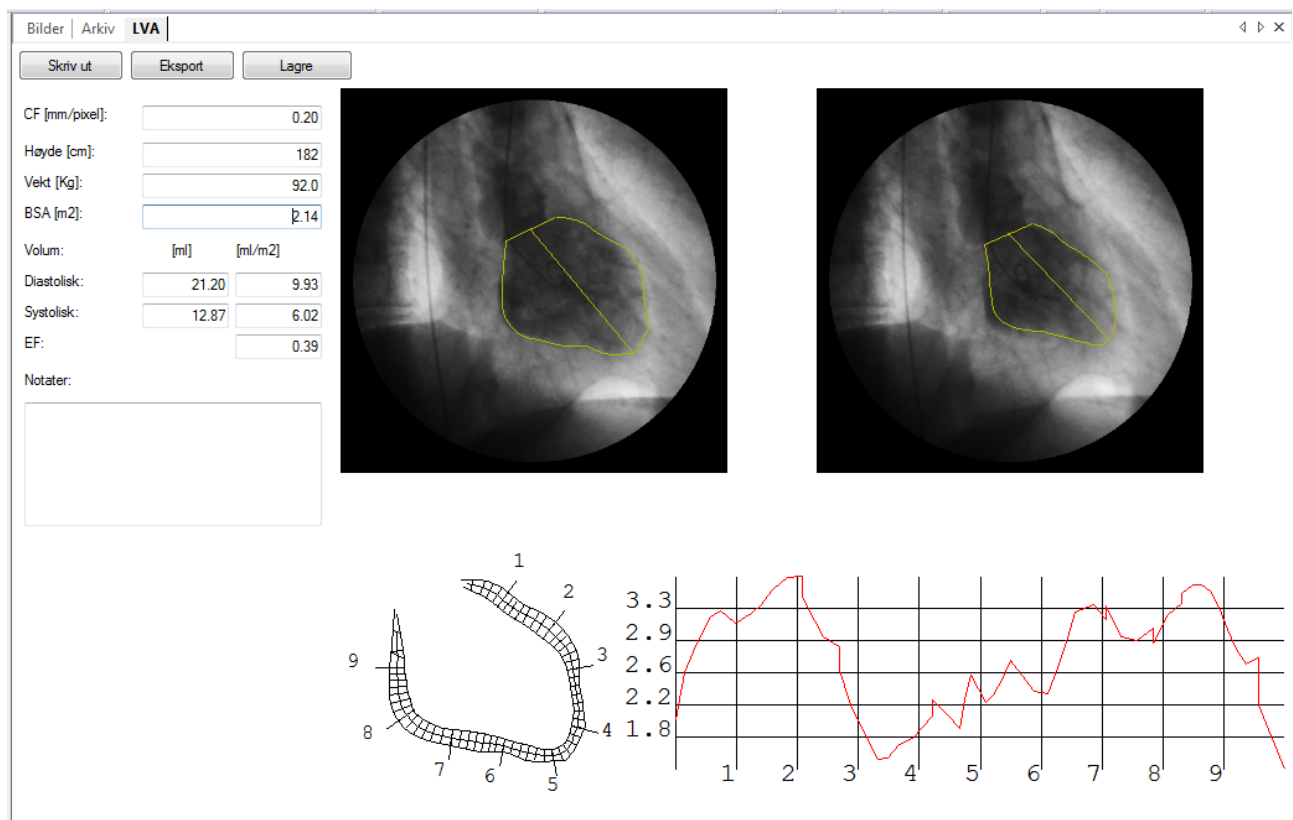 Bilder Arkiv LVA
Skriv ut Eksport Lagre
CF [mm/pixel]: 0.20
Høyde [cm]: 182
Vekt [Kg]: 92.0
BSA [m2]: 2.14
Volum: [ml] [ml/m2]
Diastolisk: 21.20 9.93
Systolisk: 12.87 6.02
EF: 0.39
Notater:
1
2
3
4
5
6
7
8
9
3.3
2.9
2.6
2.2
1.8
1 2 3 4 5 6 7 8 9